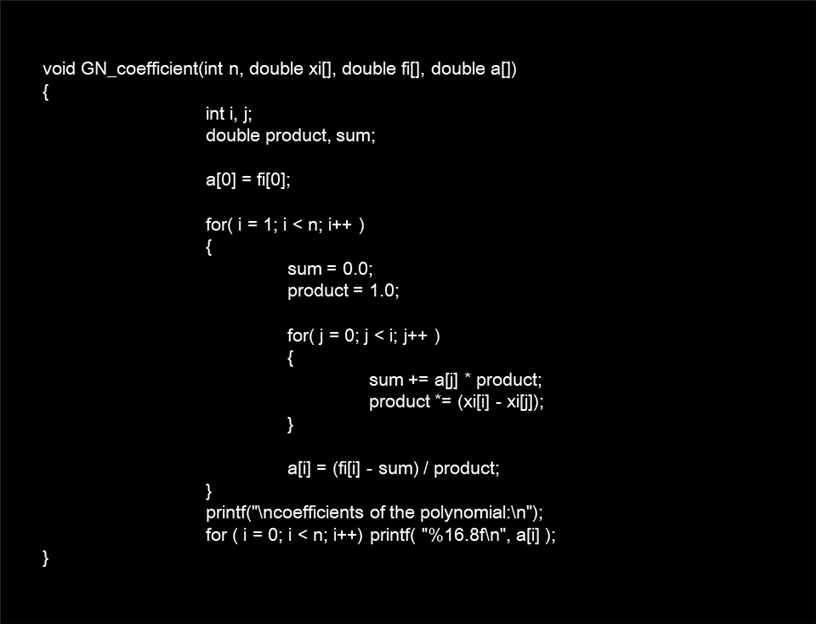 void GN_coefficient(int n, double xi[], double fi[], double a[])
{
int i, j;
double product, sum;
a[0] = fi[0];
for( i = 1; i < n; i++ )
{
sum = 0.0;
product = 1.0;
for( j = 0; j < i; j++ )
{
sum += a[j] * product;
product *= (xi[i] - xi[j]);
}
a[i] = (fi[i] - sum) / product;
}
printf("\ncoefficients of the polynomial:\n");
for ( i = 0; i < n; i++) printf( "%16.8f\n", a[i] );
}